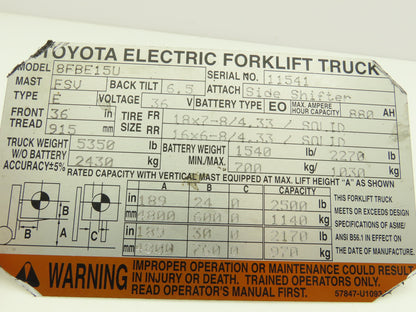 TOYOTA ELECTRIC FORKLIFT TRUCK
MODEL 8FBE15U SERIAL NO. 11541
MAST FSV BACK TILT 6.5 ATTACH Side Shifter
TYPE E VOLTAGE 36 V BATTERY TYPE EO MAX. AMPERE HOUR CAPACITY 880 AH
FRONT TREAD 36 in TIRE SIZE FR 18x7-8/4.33 / SOLID
915 mm RR 16x6-8/4.33 / SOLID
TRUCK WEIGHT 5350 lb BATTERY WEIGHT 1540 lb/ 2270 lb
W/O BATTERY ACCURACY±5% 2430 kg MIN/MAX. 700 kg/ 1030 kg
RATED CAPACITY WITH VERTICAL MAST EQUIPPED AT MAX. LIFT HEIGHT "A" AS SHOWN
A B C CAPACITY
in 189 24 0 2500 lb THIS TRUCK
mm 4800 600 0 1140 kg MEETS OR EXCEEDS DESIGN
SPECIFICATIONS OF ASME/
in 189 30 0 2170 lb ANSI B56.1 IN EFFECT ON
mm 4800 760 0 970 kg THE DATE OF MANUFACTURE.
A B C
WARNING IMPROPER OPERATION OR MAINTENANCE COULD RESULT
IN INJURY OR DEATH. TRAINED OPERATORS ONLY.
READ OPERATOR'S MANUAL FIRST. 57847-U109